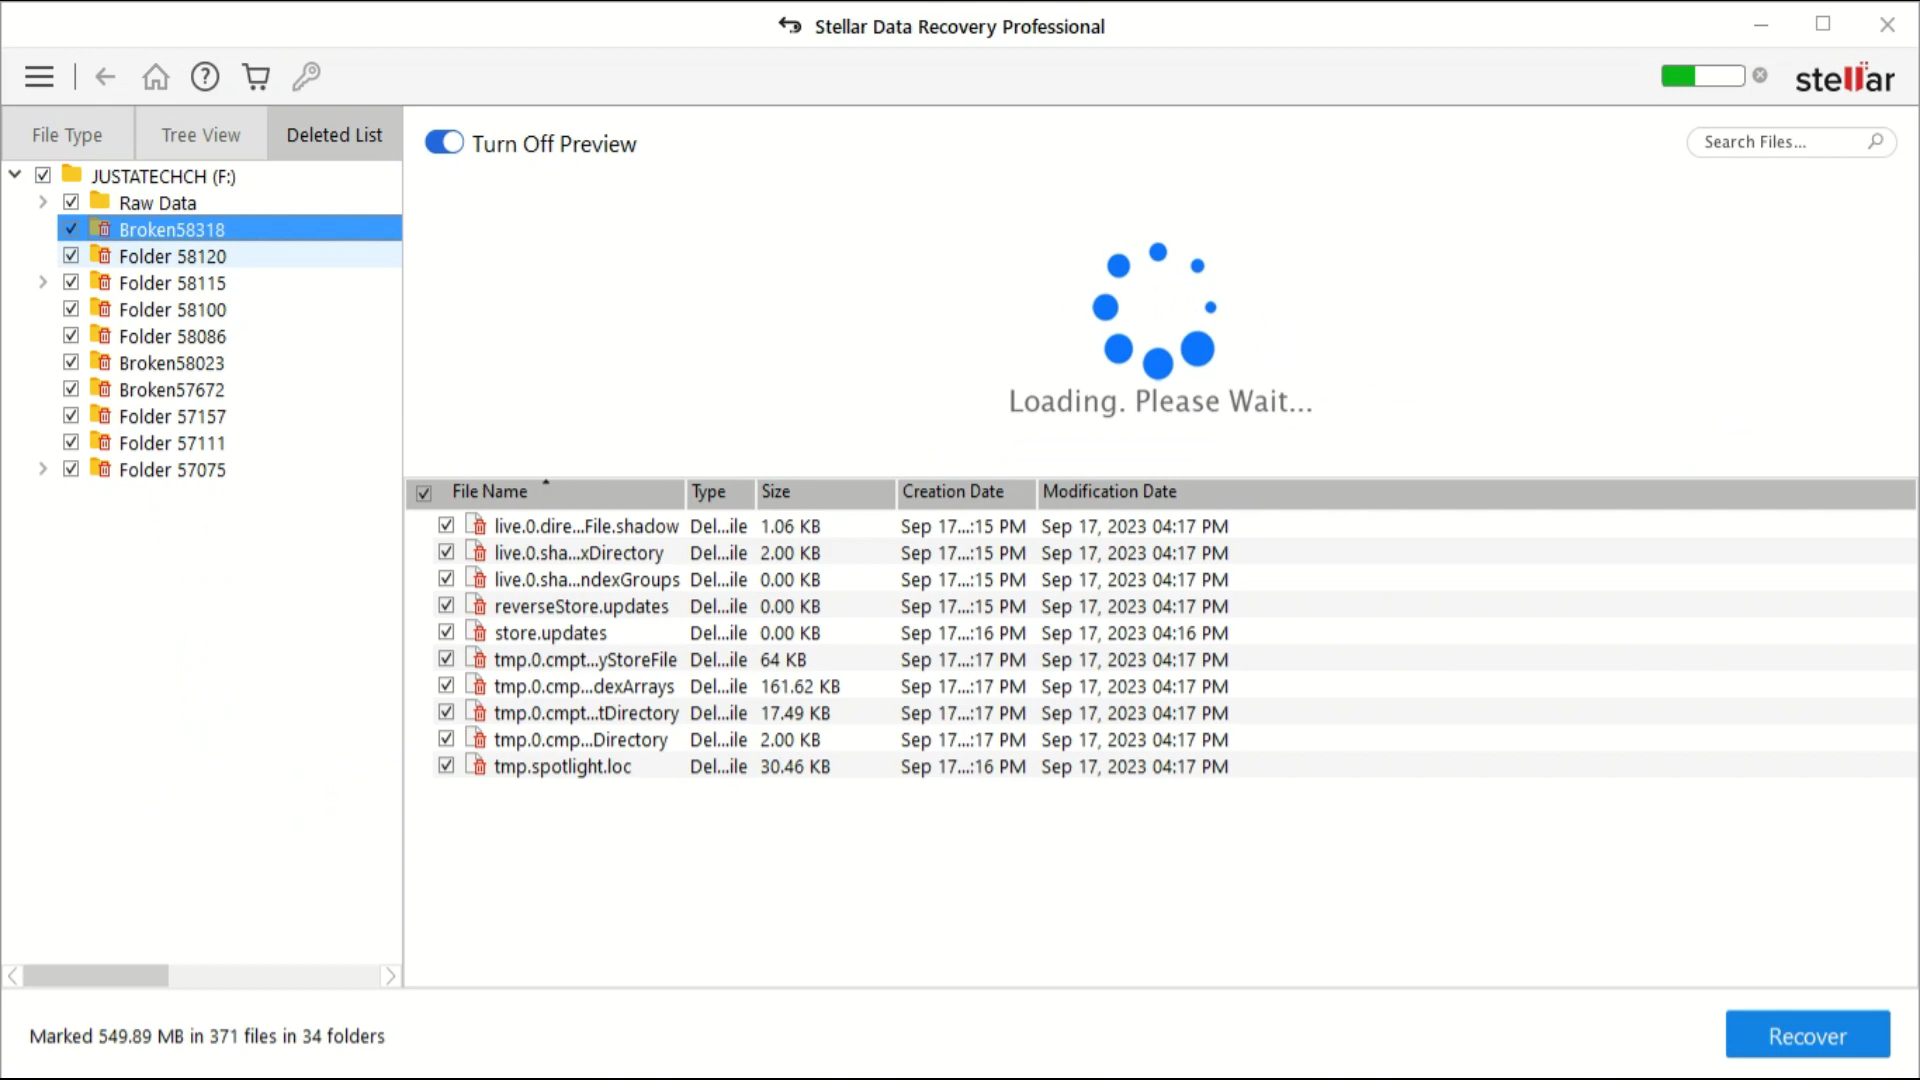 Stellar Data Recovery Professional
stellar
File Type Tree View Deleted List
Turn Off Preview
Search Files...
JUSTATECHCH (F:)
Raw Data
Broken58318
Folder 58120
Folder 58115
Folder 58100
Folder 58086
Broken58023
Broken57672
Folder 57157
Folder 57111
Folder 57075
Loading. Please Wait...
File Name Type Size Creation Date Modification Date
live.0.dire...File.shadow Del...ile 1.06 KB Sep 17...:15 PM Sep 17, 2023 04:17 PM
live.0.sha...xDirectory Del...ile 2.00 KB Sep 17...:15 PM Sep 17, 2023 04:17 PM
live.0.sha...ndexGroups Del...ile 0.00 KB Sep 17...:15 PM Sep 17, 2023 04:17 PM
reverseStore.updates Del...ile 0.00 KB Sep 17...:15 PM Sep 17, 2023 04:17 PM
store.updates Del...ile 0.00 KB Sep 17...:16 PM Sep 17, 2023 04:16 PM
tmp.0.cmpt...yStoreFile Del...ile 64 KB Sep 17...:17 PM Sep 17, 2023 04:17 PM
tmp.0.cmp...dexArrays Del...ile 161.62 KB Sep 17...:17 PM Sep 17, 2023 04:17 PM
tmp.0.cmpt...tDirectory Del...ile 17.49 KB Sep 17...:17 PM Sep 17, 2023 04:17 PM
tmp.0.cmp...Directory Del...ile 2.00 KB Sep 17...:17 PM Sep 17, 2023 04:17 PM
tmp.spotlight.loc Del...ile 30.46 KB Sep 17...:16 PM Sep 17, 2023 04:17 PM
Marked 549.89 MB in 371 files in 34 folders
Recover